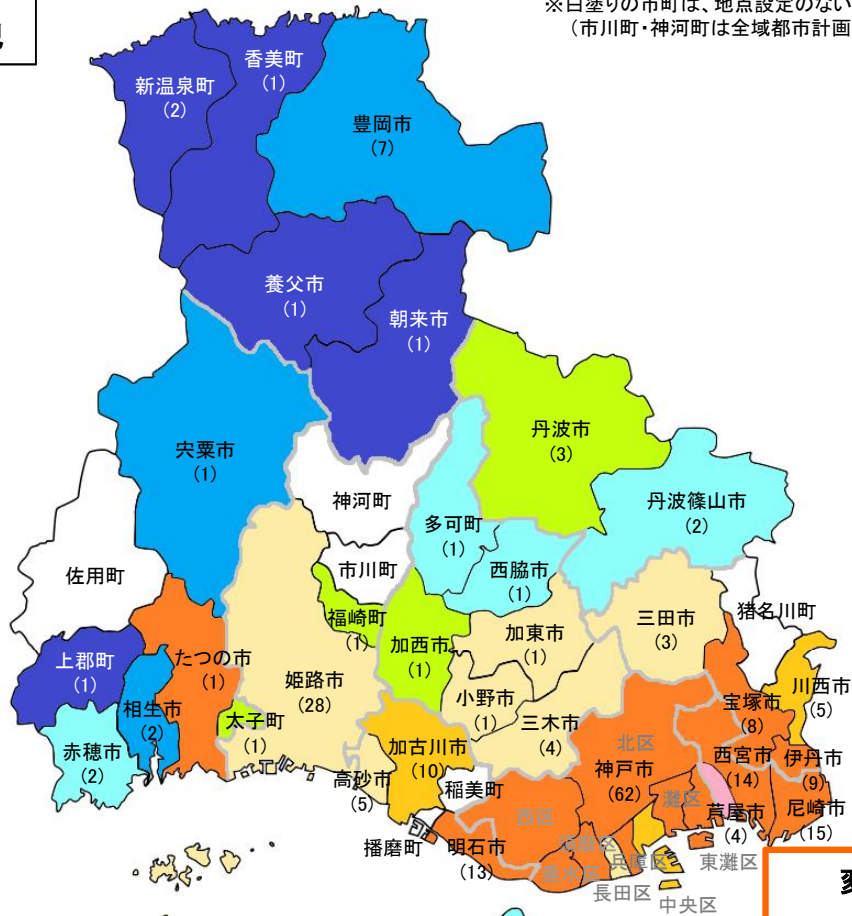 況
※白塗りの市町は、地点設定のない
（市川町・神河町は全域都市計画
香美町
（1）
新温泉町
（2）
豊岡市
（7）
養父市
（1）
朝来市
（1）
丹波市
（3）
宍粟市
（1）
神河町
多可町
（1）
丹波篠山市
（2）
西脇市
（1）
佐用町
市川町
福崎町
（1）
加西市
（1）
加東市
（1）
三田市
（3）
猪名川町
上郡町
（1）
たつの市
（1）
姫路市
（28）
小野市
（1）
三木市
（4）
川西市
（5）
宝塚市
（8）
相生市
（2）
太子町
（1）
赤穂市
（2）
加古川市
（10）
北区
神戸市
（62）
西宮市
（14）
伊丹市
（9）
高砂市
（5）
稲美町
灘区
芦屋市
（4）
尼崎市
（15）
西区
播磨町
明石市
（13）
須磨区
垂水区
兵庫区
長田区
中央区
東灘区